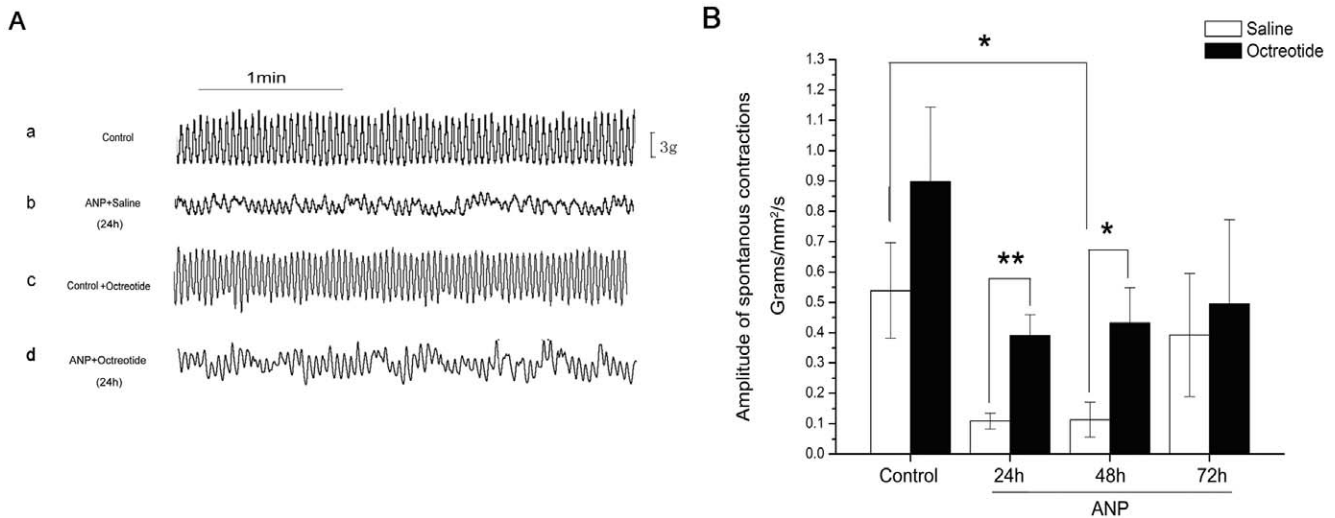 A
1min
a
Control
3g
b
ANP+Saline
(24h)
c
Control +Octreotide
d
ANP+Octreotide
(24h)
B
Saline
Octreotide
Amplitude of spontanous contractions
Grams/mm²/s
1.3
1.2
1.1
1.0
0.9
0.8
0.7
0.6
0.5
0.4
0.3
0.2
0.1
0.0
*
**
*
Control
24h
48h
72h
ANP